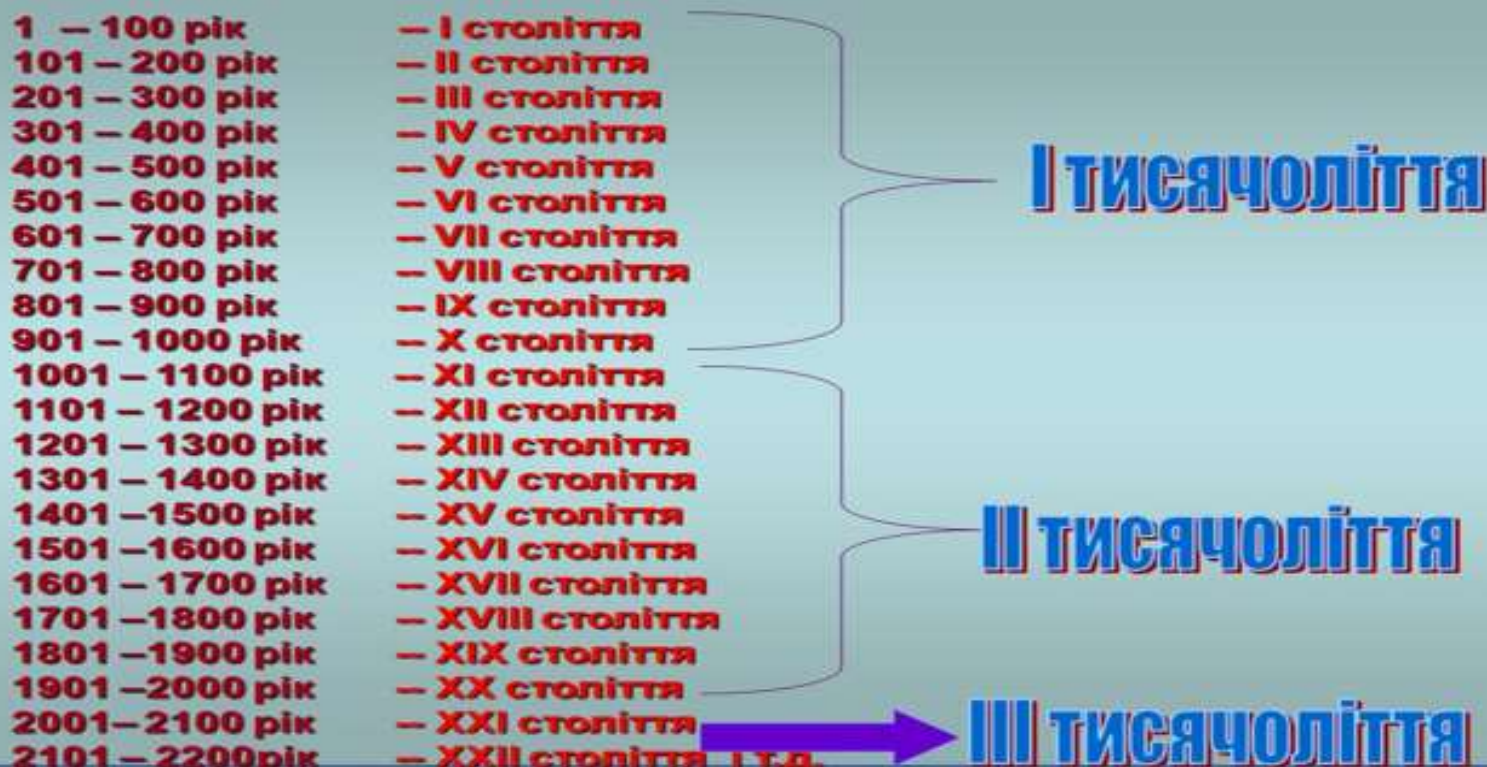 1 – 100 рік – I століття
101 – 200 рік – II століття
201 – 300 рік – III століття
301 – 400 рік – IV століття
401 – 500 рік – V століття
501 – 600 рік – VI століття
601 – 700 рік – VII століття
701 – 800 рік – VIII століття
801 – 900 рік – IX століття
901 – 1000 рік – X століття
1001 – 1100 рік – XI століття
1101 – 1200 рік – XII століття
1201 – 1300 рік – XIII століття
1301 – 1400 рік – XIV століття
1401 –1500 рік – XV століття
1501 –1600 рік – XVI століття
1601 – 1700 рік – XVII століття
1701 –1800 рік – XVIII століття
1801 –1900 рік – XIX століття
1901 –2000 рік – XX століття
2001–2100 рік – XXI століття
2101 – 2200рік – XXII століття і т.д.
I тисячоліття
II тисячоліття
III тисячоліття